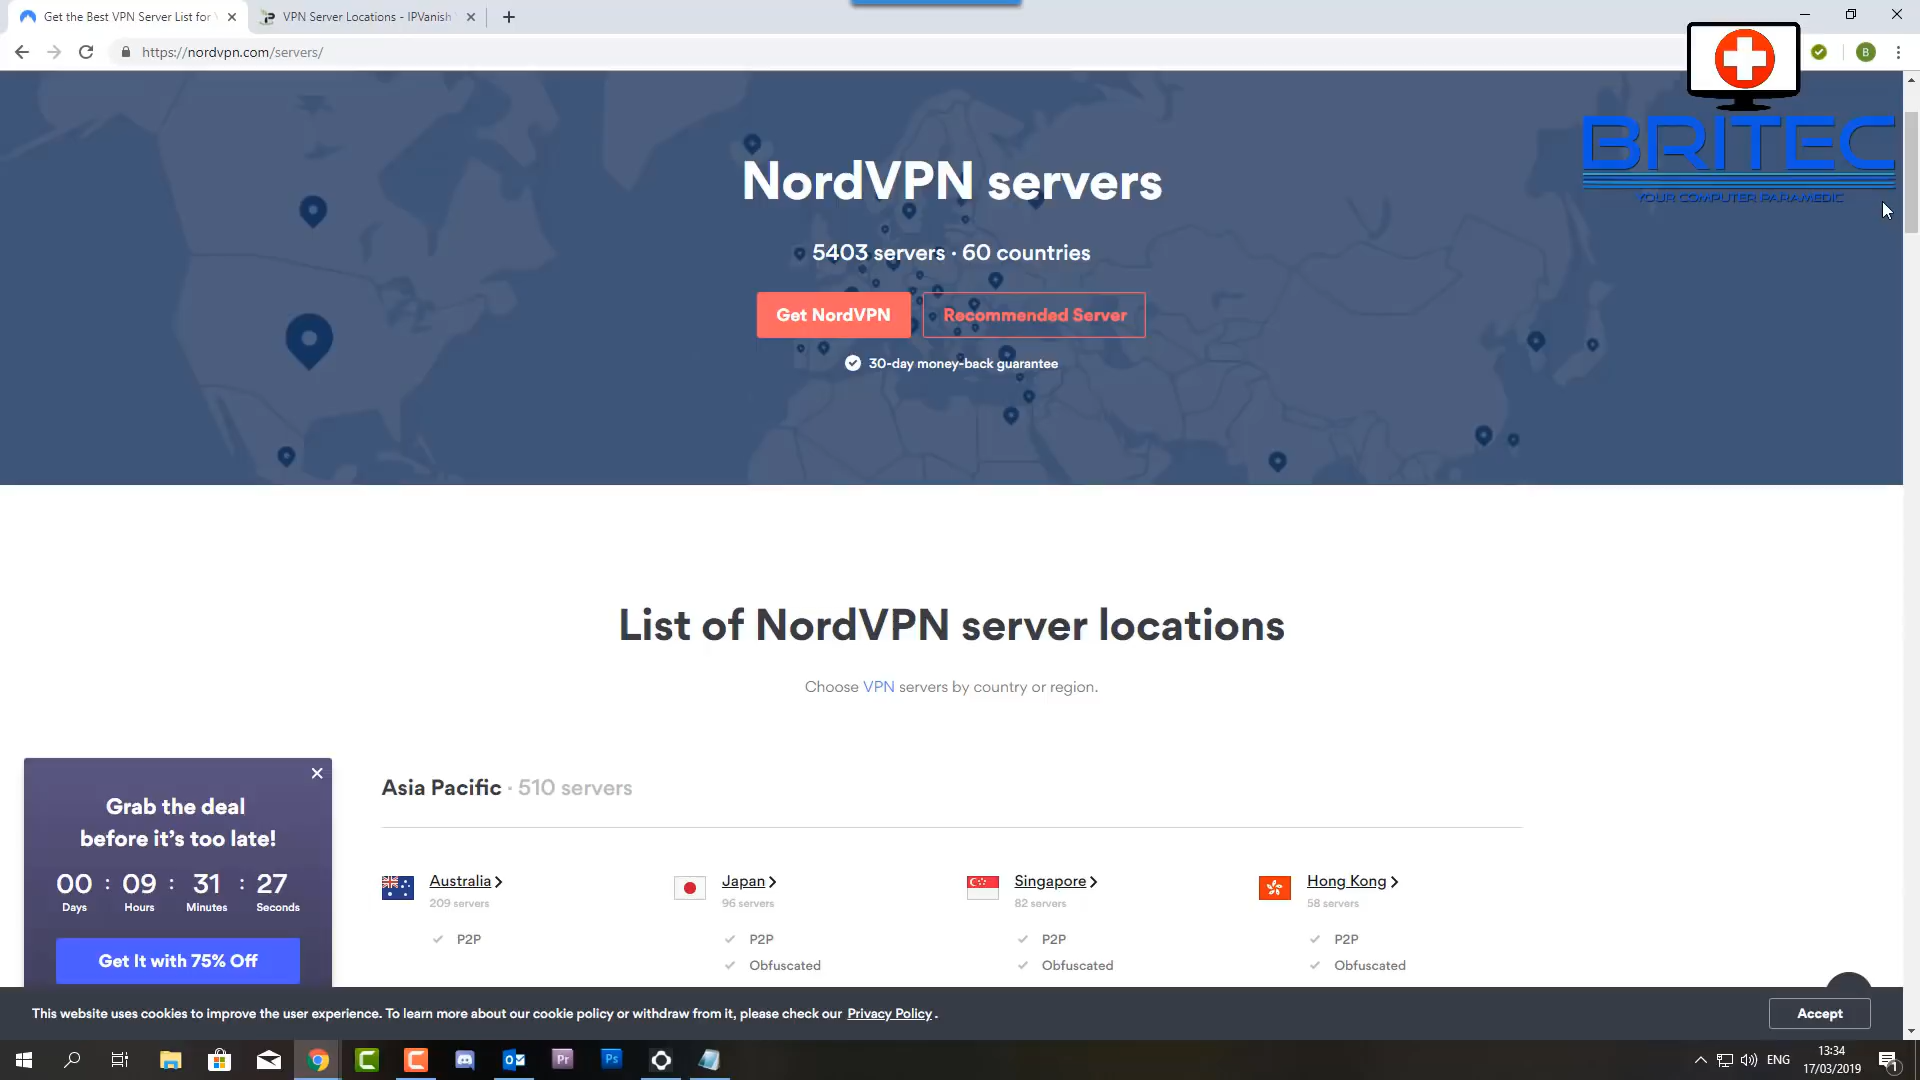 Get the Best VPN Server List for
VPN Server Locations - IPVanish
https://nordvpn.com/servers/
B
BRITEC
YOUR COMPUTER PARAMEDIC
NordVPN servers
5403 servers · 60 countries
Get NordVPN
Recommended Server
30-day money-back guarantee
List of NordVPN server locations
Choose VPN servers by country or region.
Asia Pacific · 510 servers
Australia
209 servers
P2P
Japan
96 servers
P2P
Obfuscated
Singapore
82 servers
P2P
Obfuscated
Hong Kong
58 servers
P2P
Obfuscated
Grab the deal
before it's too late!
00 : 09 : 31 : 27
Days Hours Minutes Seconds
Get It with 75% Off
This website uses cookies to improve the user experience. To learn more about our cookie policy or withdraw from it, please check our Privacy Policy .
Accept
Pr
Ps
ENG
13:34
17/03/2019
1